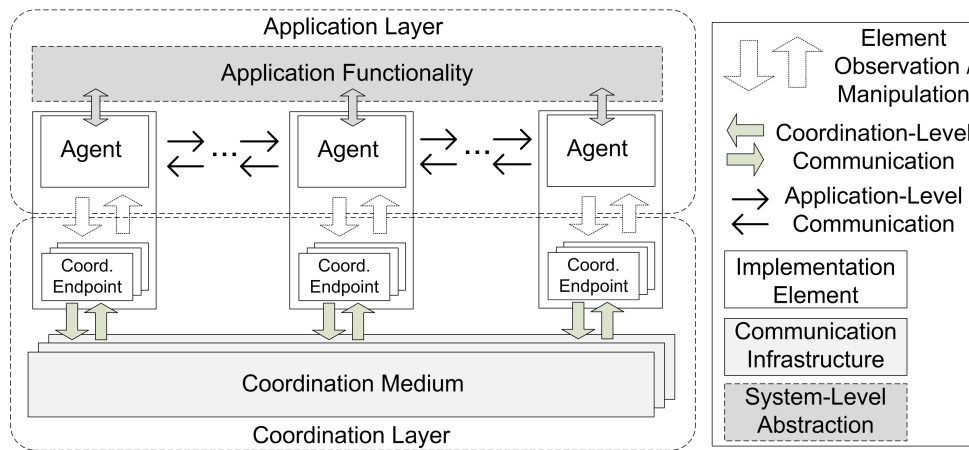 Application Layer
Application Functionality
Agent
...
Agent
...
Agent
Coord.
Endpoint
Coord.
Endpoint
Coord.
Endpoint
Coordination Medium
Coordination Layer
Element
Observation /
Manipulation
Coordination-Level
Communication
Application-Level
Communication
Implementation
Element
Communication
Infrastructure
System-Level
Abstraction